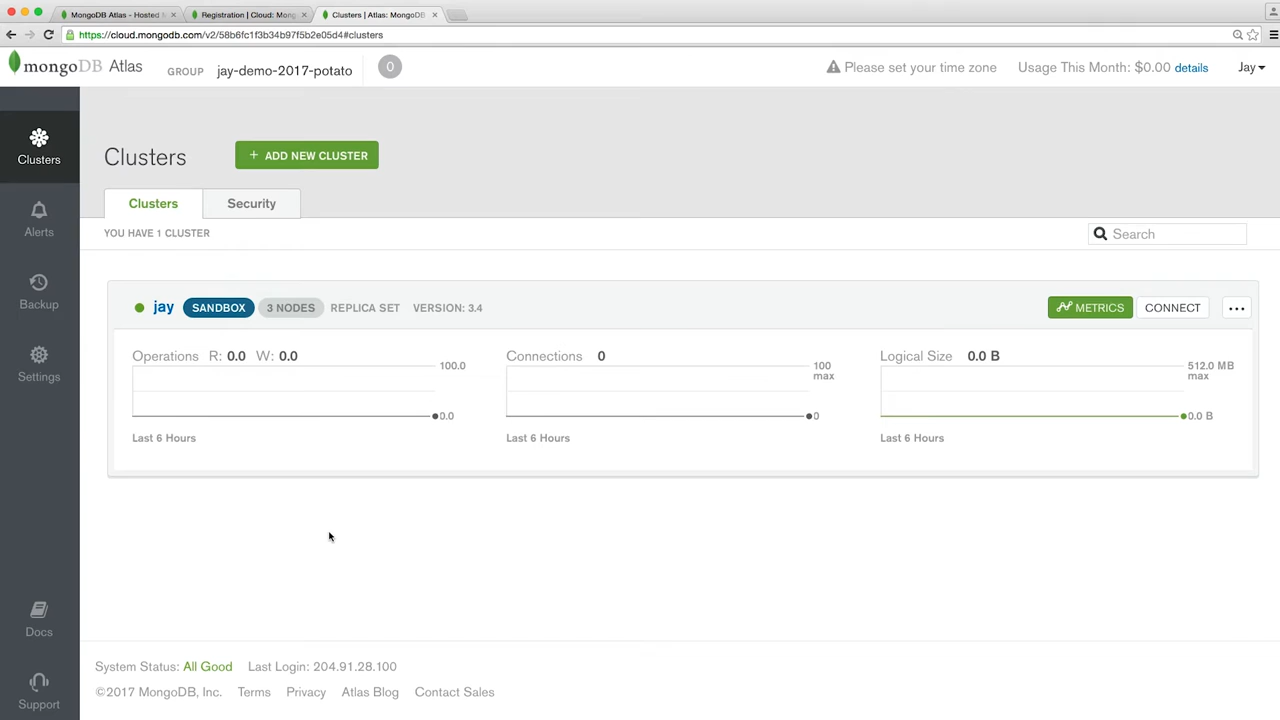 MongoDB Atlas - Hosted
Registration | Cloud: Mong
Clusters | Atlas: MongoDB
https://cloud.mongodb.com/v2/58b6fc1f3b34b97f5b2e05d4#clusters
mongoDB Atlas
GROUP jay-demo-2017-potato 0
Please set your time zone
Usage This Month: $0.00 details
Jay
Clusters
Alerts
Backup
Settings
Docs
Support
Clusters
+ ADD NEW CLUSTER
Clusters Security
YOU HAVE 1 CLUSTER
Search
jay SANDBOX 3 NODES REPLICA SET VERSION: 3.4
METRICS CONNECT ...
Operations R: 0.0 W: 0.0
100.0
0.0
Last 6 Hours
Connections 0
100
max
0
Last 6 Hours
Logical Size 0.0 B
512.0 MB
max
0.0 B
Last 6 Hours
System Status: All Good Last Login: 204.91.28.100
©2017 MongoDB, Inc. Terms Privacy Atlas Blog Contact Sales